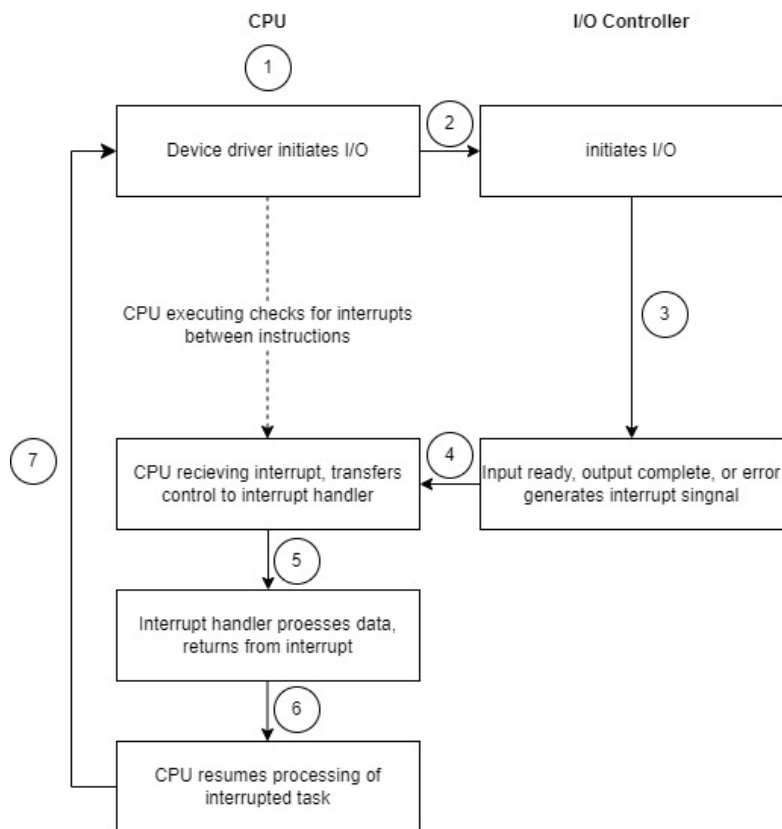 CPU
I/O Controller
1
Device driver initiates I/O
2
initiates I/O
CPU executing checks for interrupts
between instructions
3
7
CPU recieving interrupt, transfers
control to interrupt handler
4
Input ready, output complete, or error
generates interrupt singnal
5
Interrupt handler proesses data,
returns from interrupt
6
CPU resumes processing of
interrupted task